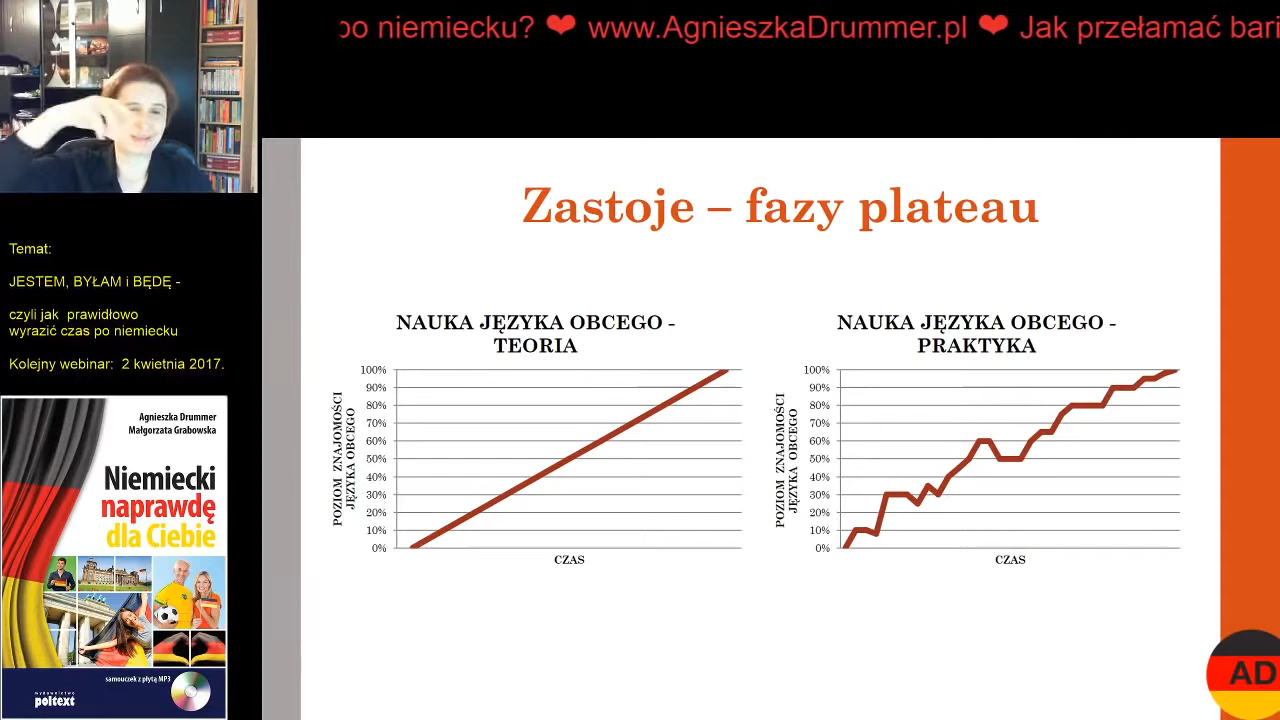 po niemiecku? ❤ www.AgnieszkaDrummer.pl ❤ Jak przełamać bari
Temat:
JESTEM, BYŁAM i BĘDĘ -
czyli jak prawidłowo
wyrazić czas po niemiecku
Kolejny webinar: 2 kwietnia 2017.
Agnieszka Drummer
Małgorzata Grabowska
Niemiecki
naprawdę
dla Ciebie
samouczek z płytą MP3
wydawnictwo
poltext
Zastoje – fazy plateau
NAUKA JĘZYKA OBCEGO -
TEORIA
POZIOM ZNAJOMOŚCI
JĘZYKA OBCEGO
100%
90%
80%
70%
60%
50%
40%
30%
20%
10%
0%
CZAS
NAUKA JĘZYKA OBCEGO -
PRAKTYKA
POZIOM ZNAJOMOŚCI
JĘZYKA OBCEGO
100%
90%
80%
70%
60%
50%
40%
30%
20%
10%
0%
CZAS
AD